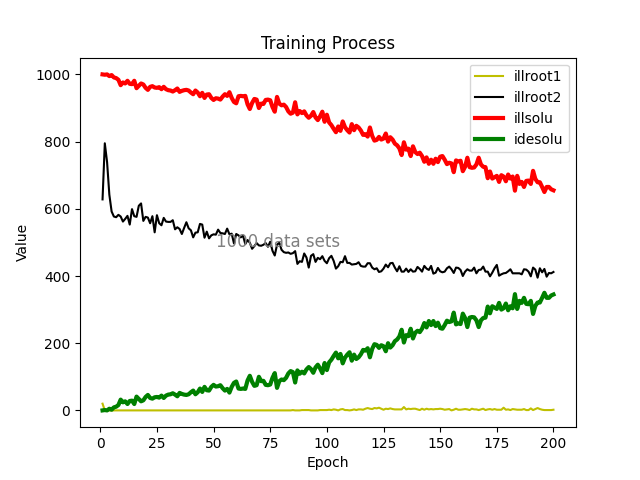 Training Process
illroot1
illroot2
illsolu
idesolu
1000 data sets
Value
1000
800
600
400
200
0
0 25 50 75 100 125 150 175 200
Epoch